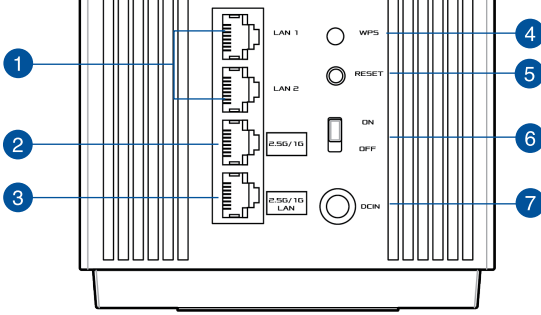 1
LAN 1
LAN 2
2
2.5G/1G
3
2.5G/1G
LAN
WPS
4
RESET
5
ON
OFF
6
DCIN
7